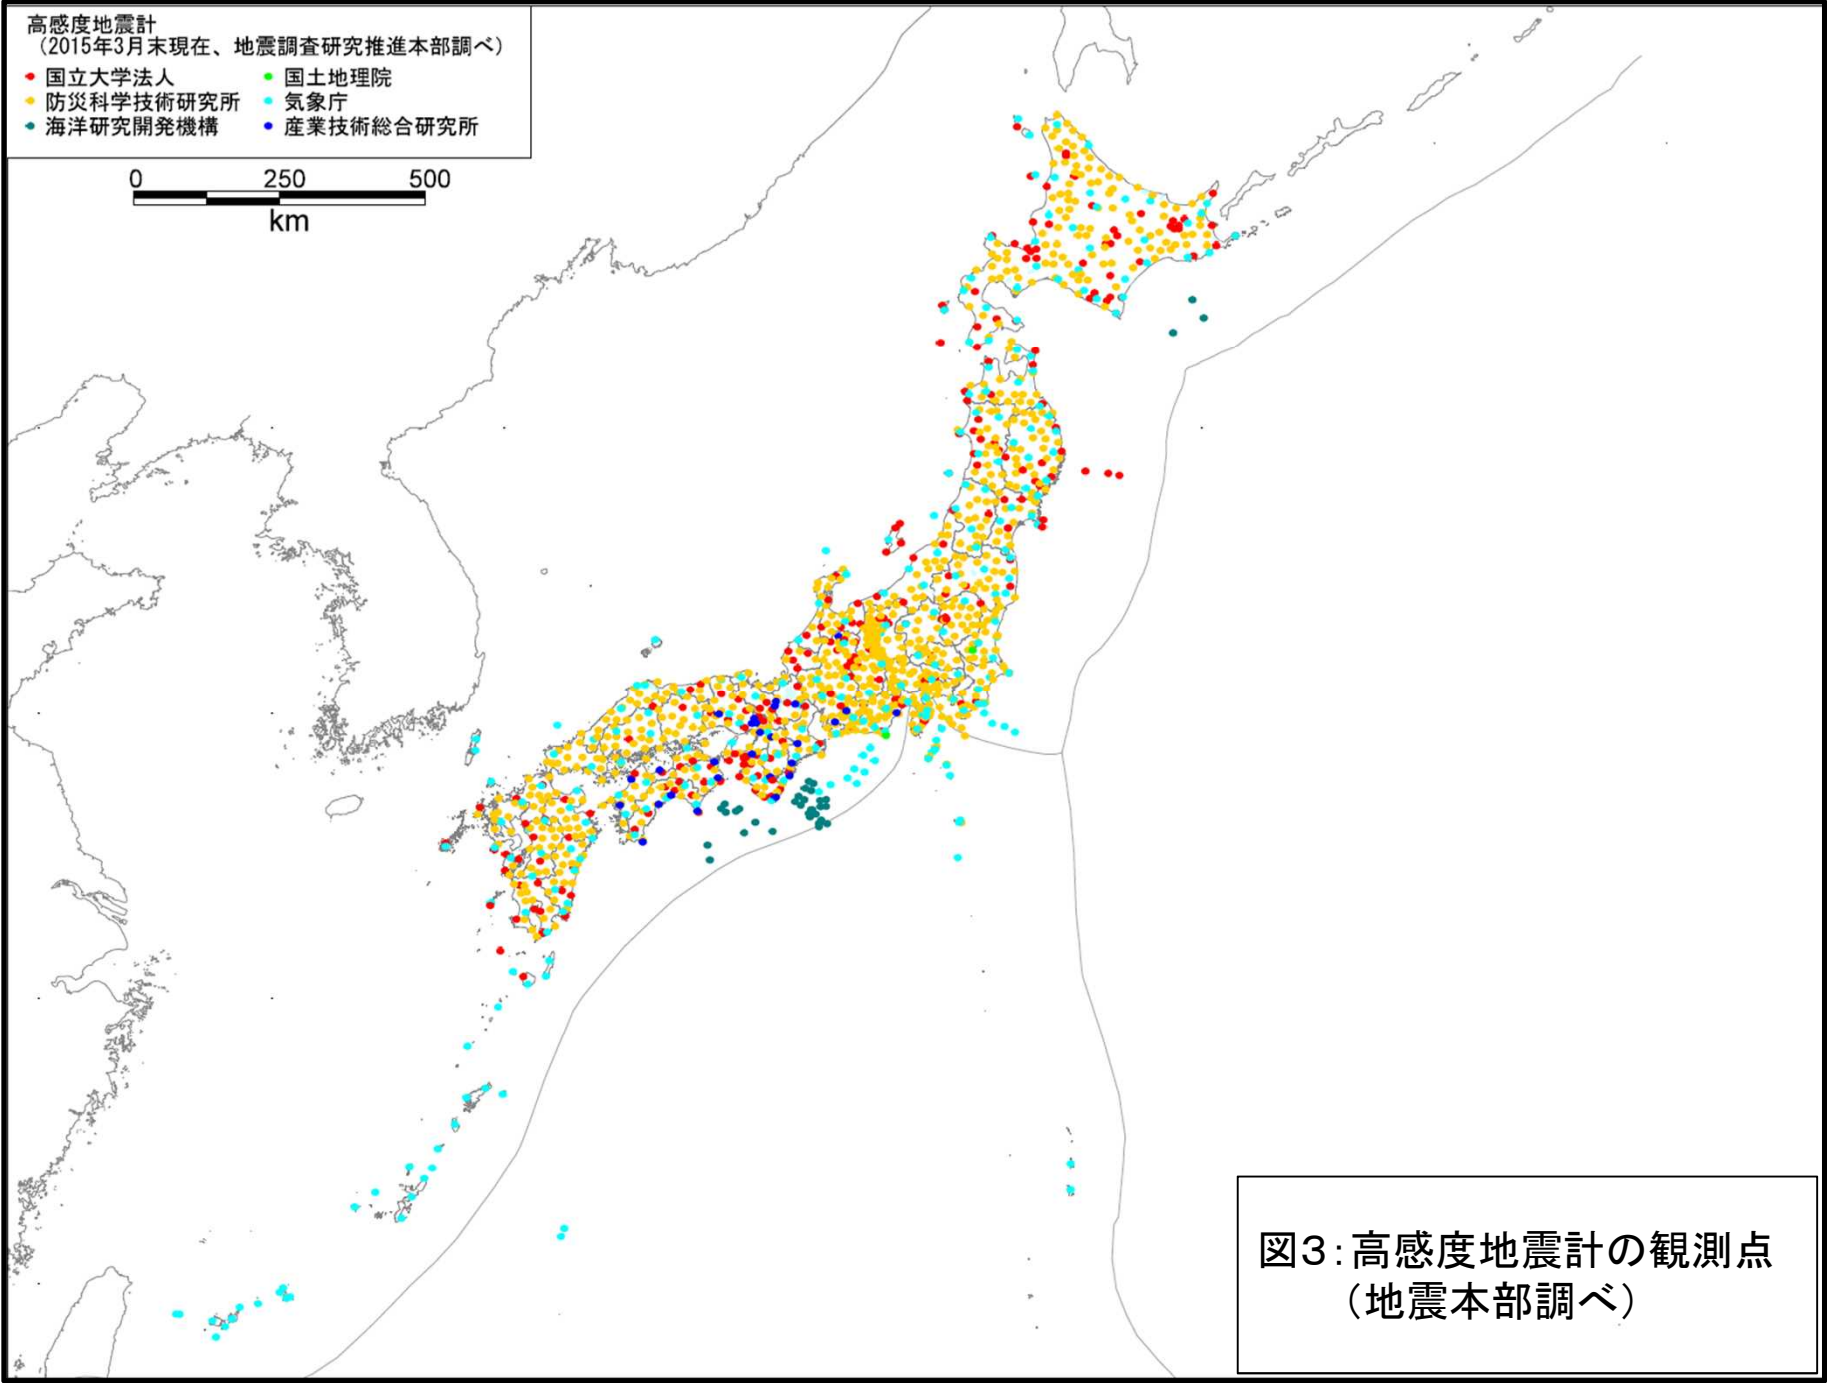 高感度地震計
(2015年3月末現在、地震調査研究推進本部調べ)
国立大学法人
国土地理院
防災科学技術研究所
気象庁
海洋研究開発機構
産業技術総合研究所
0 250 500
km
図3:高感度地震計の観測点
(地震本部調べ)